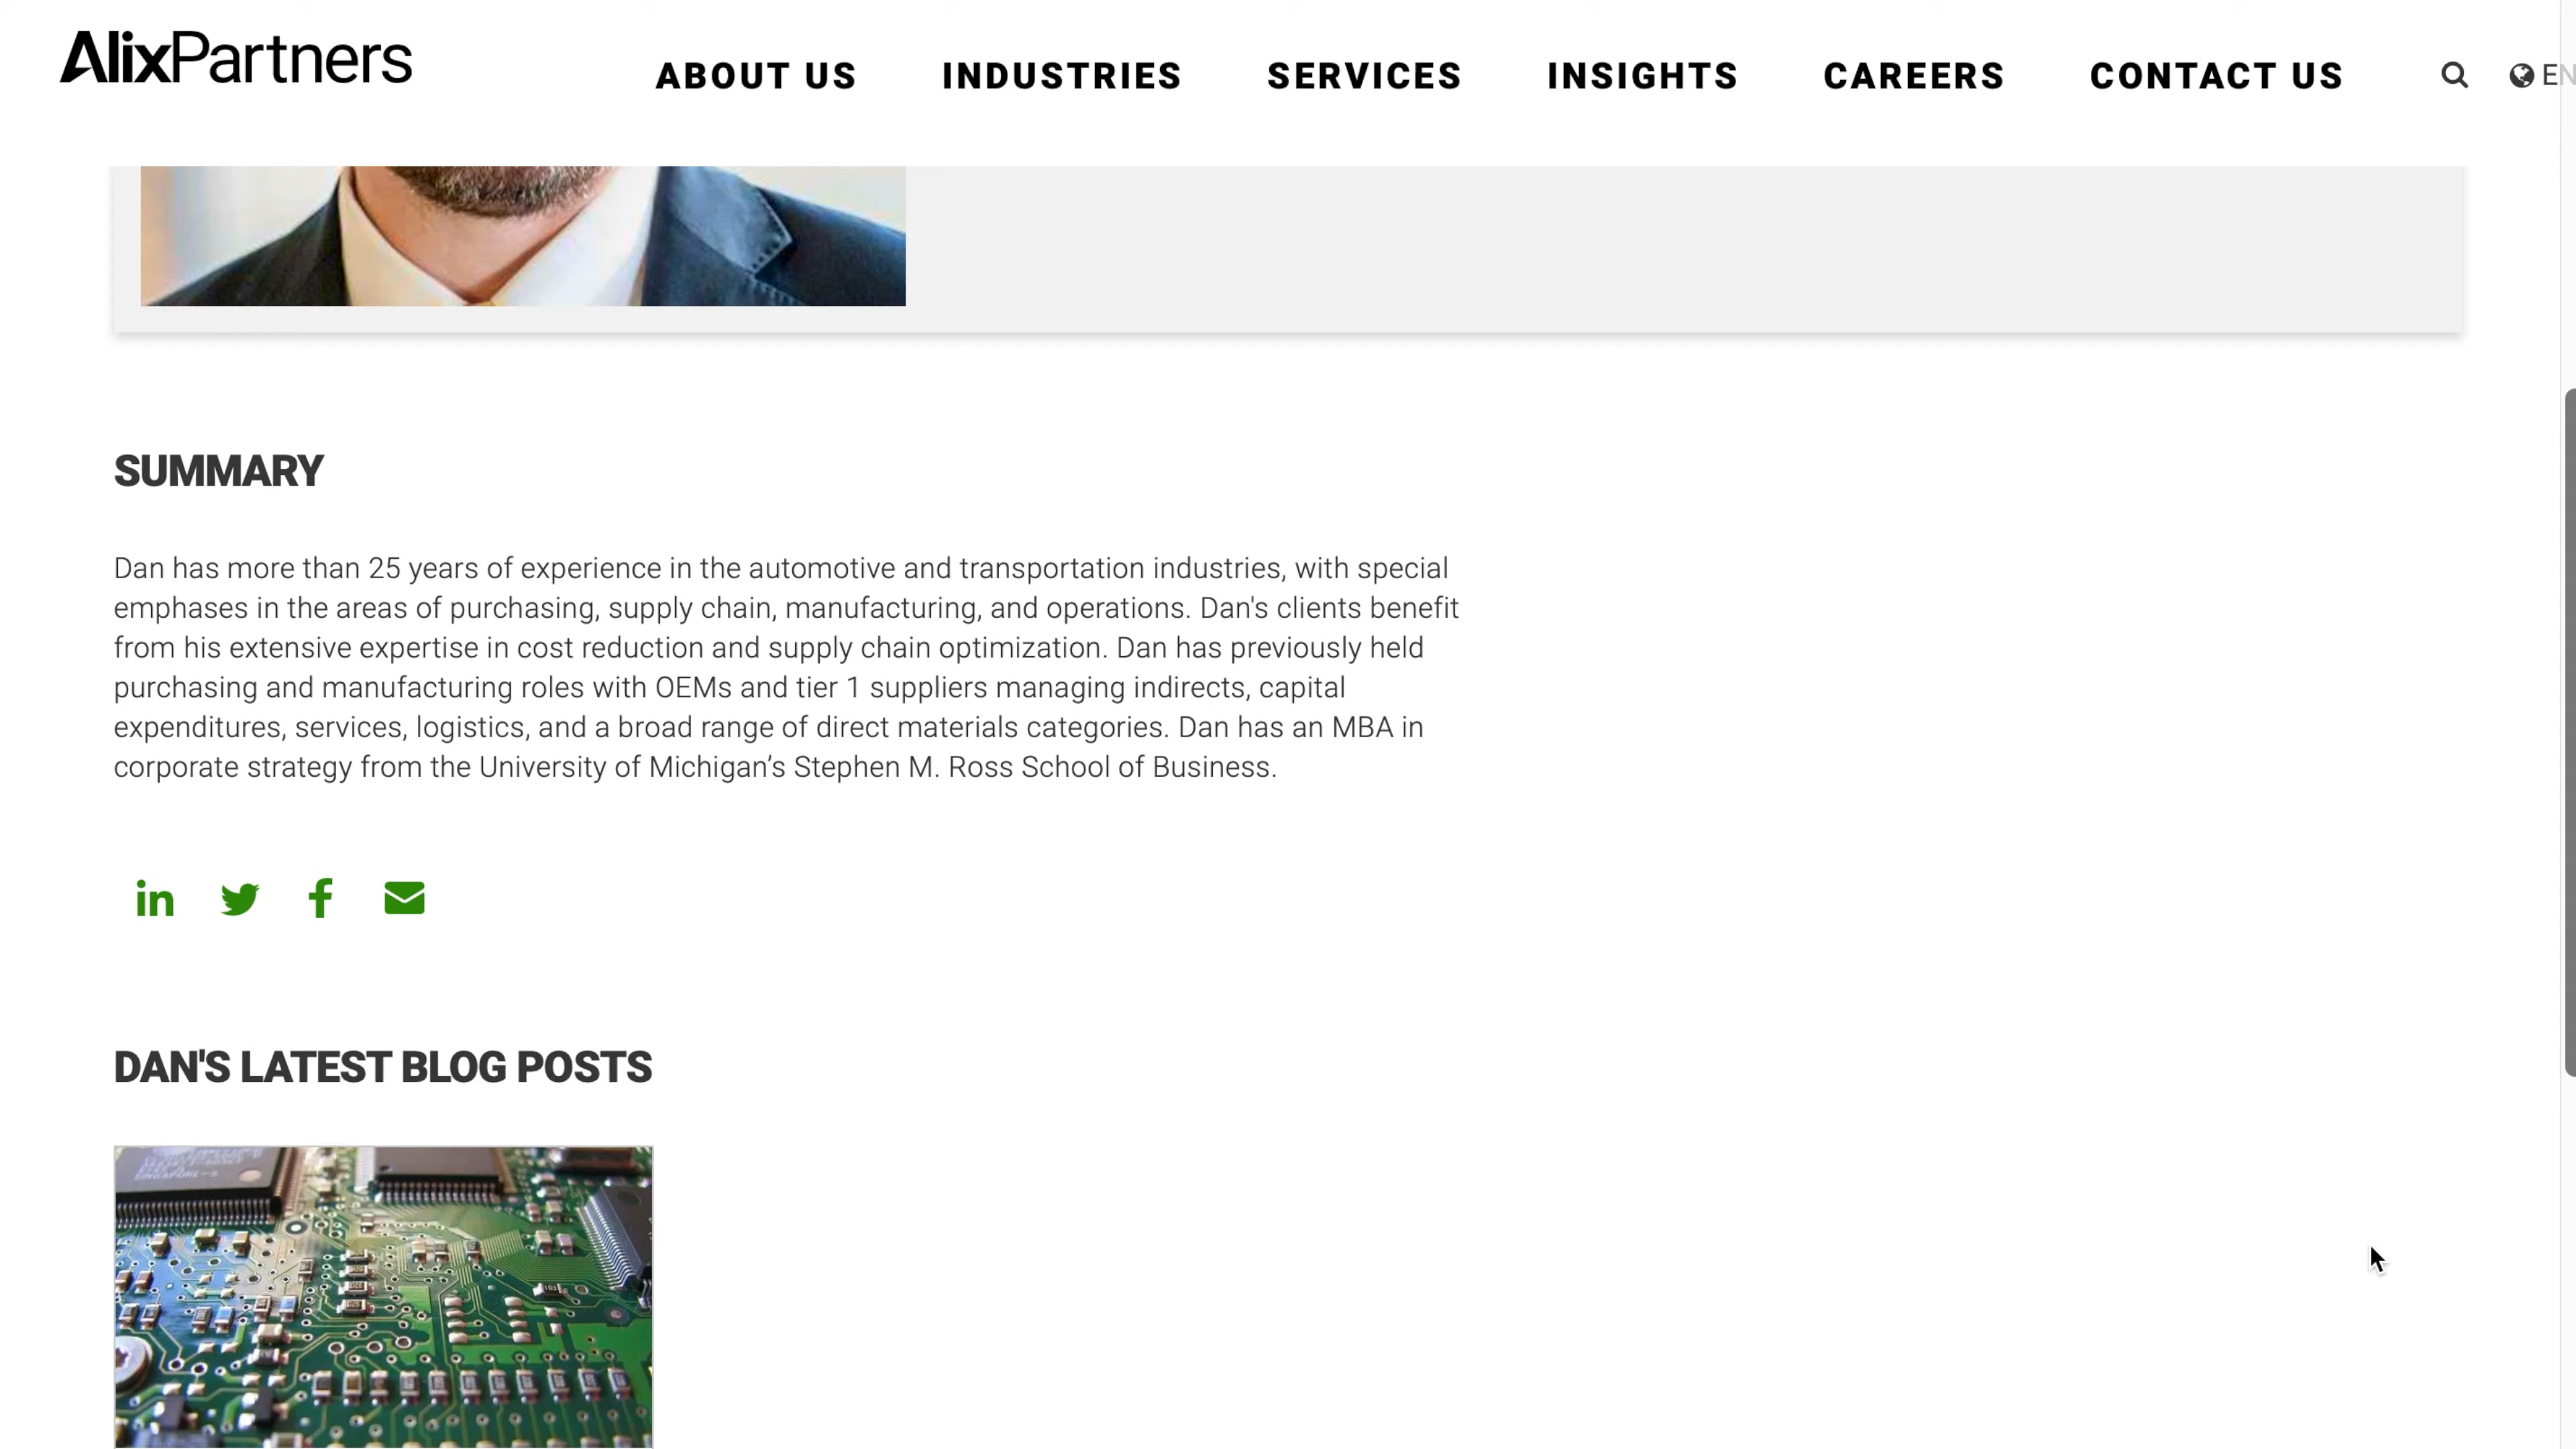 AlixPartners
ABOUT US INDUSTRIES SERVICES INSIGHTS CAREERS CONTACT US EN
SUMMARY
Dan has more than 25 years of experience in the automotive and transportation industries, with special
emphases in the areas of purchasing, supply chain, manufacturing, and operations. Dan's clients benefit
from his extensive expertise in cost reduction and supply chain optimization. Dan has previously held
purchasing and manufacturing roles with OEMs and tier 1 suppliers managing indirects, capital
expenditures, services, logistics, and a broad range of direct materials categories. Dan has an MBA in
corporate strategy from the University of Michigan’s Stephen M. Ross School of Business.
in
DAN'S LATEST BLOG POSTS